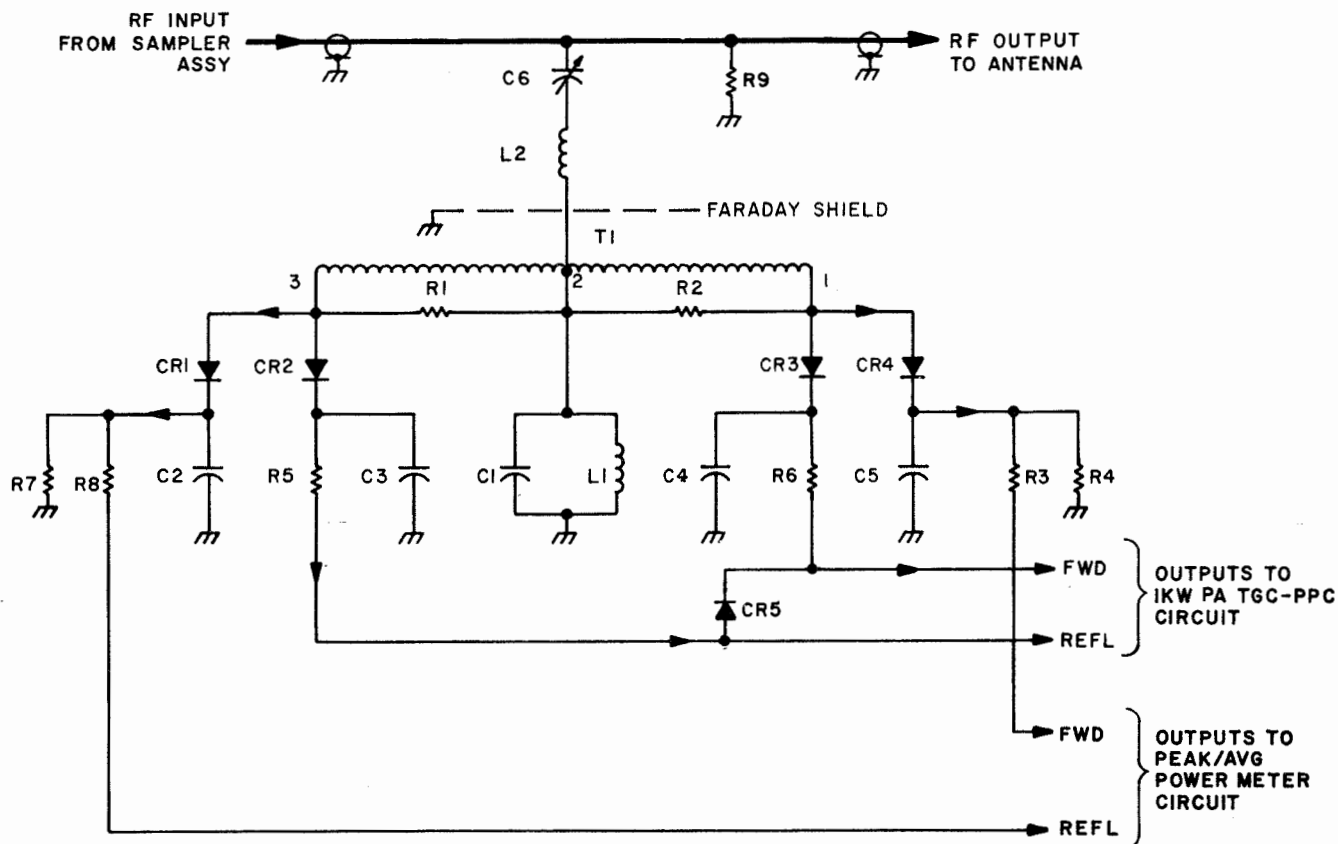 RF INPUT
FROM SAMPLER
ASSY
RF OUTPUT
TO ANTENNA
C6
R9
L2
FARADAY SHIELD
T1
3
2
1
R1
R2
CR1
CR2
CR3
CR4
R7
R8
C2
R5
C3
C1
L1
C4
R6
C5
R3
R4
FWD
OUTPUTS TO
1KW PA TGC-PPC
CIRCUIT
CR5
REFL
FWD
OUTPUTS TO
PEAK/AVG
POWER METER
CIRCUIT
REFL